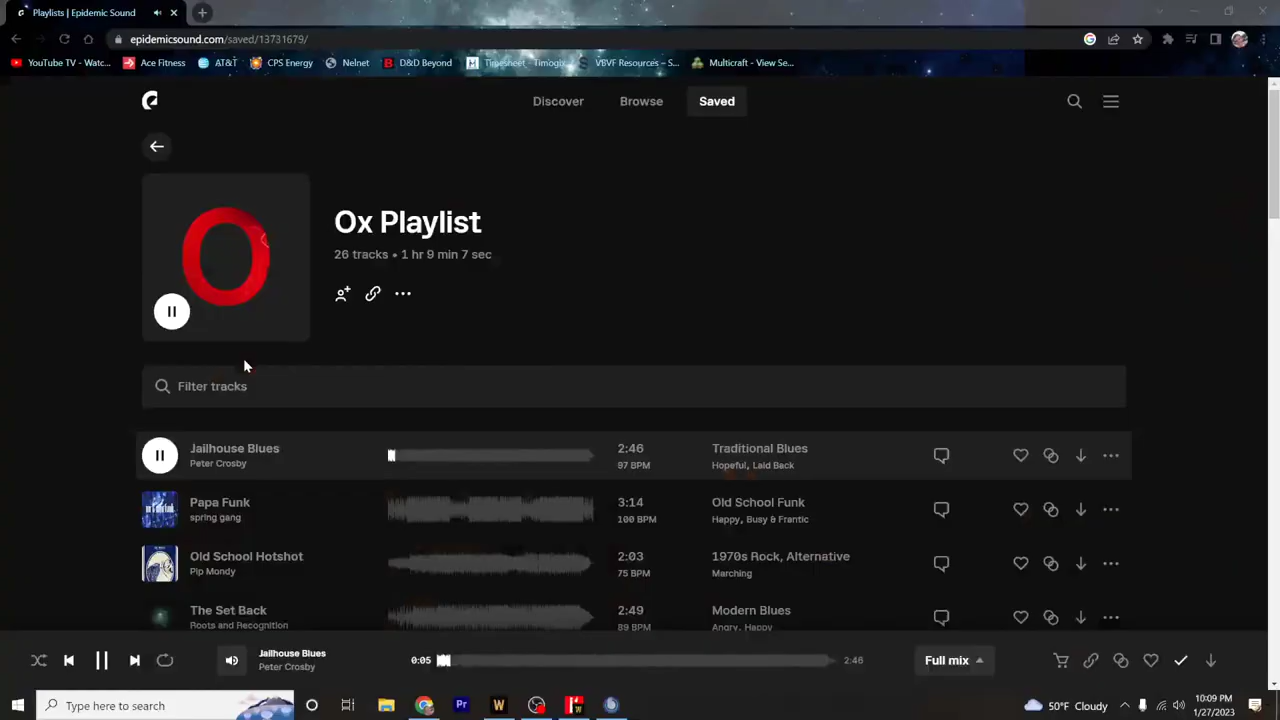 Playlists | Epidemic Sound
epidemicsound.com/saved/13731679/
YouTube TV - Watc...
Ace Fitness
AT&T
CPS Energy
Nelnet
D&D Beyond
Timesheet - Timogb...
VBVF Resources – S...
Multicraft - View Se...
Discover
Browse
Saved
O
Ox Playlist
26 tracks • 1 hr 9 min 7 sec
Filter tracks
Jailhouse Blues 2:46 Traditional Blues
Peter Crosby 97 BPM Hopeful, Laid Back
Papa Funk 3:14 Old School Funk
spring gang 100 BPM Happy, Busy & Frantic
Old School Hotshot 2:03 1970s Rock, Alternative
Pip Mondy 75 BPM Marching
The Set Back 2:49 Modern Blues
Roots and Recognition 89 BPM Angry, Happy
Jailhouse Blues
Peter Crosby
0:05
2:46
Full mix
Type here to search
50°F Cloudy
10:09 PM
1/27/2023